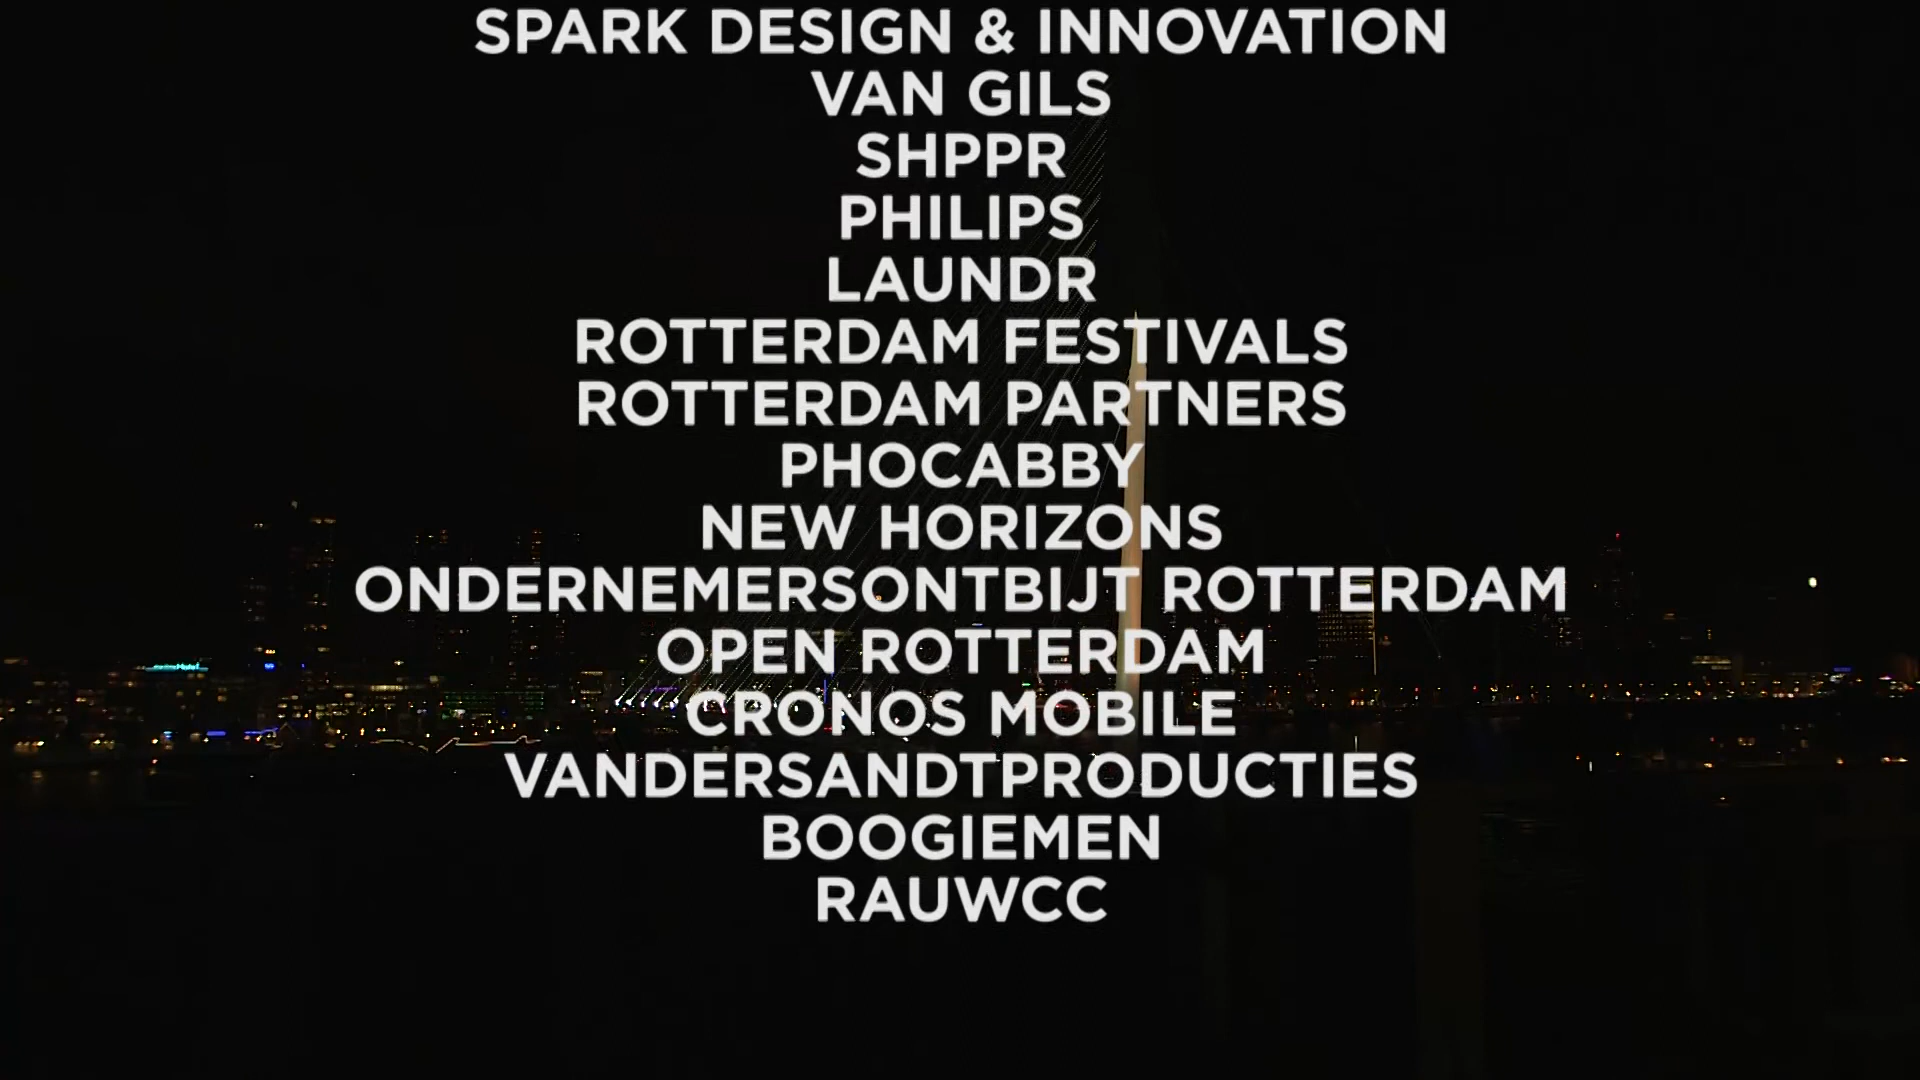 SPARK DESIGN & INNOVATION
VAN GILS
SHPPR
PHILIPS
LAUNDR
ROTTERDAM FESTIVALS
ROTTERDAM PARTNERS
PHOCABBY
NEW HORIZONS
ONDERNEMERSONTBIJT ROTTERDAM
OPEN ROTTERDAM
CRONOS MOBILE
VANDERSANDTPRODUCTIES
BOOGIEMEN
RAUWCC